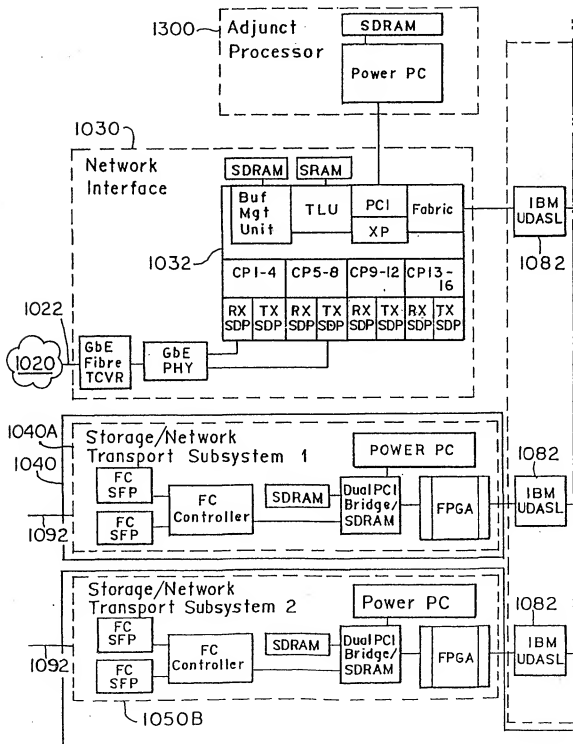 1300
Adjunct
Processor
SDRAM
Power PC
1030
Network
Interface
SDRAM
SRAM
Buf
Mgt
Unit
TLU
PCI
XP
Fabric
IBM
UDASL
1082
1032
CP1-4
CP5-8
CP9-12
CP13-
16
RX
SDP
TX
SDP
RX
SDP
TX
SDP
RX
SDP
TX
SDP
RX
SDP
TX
SDP
1022
1020
GbE
Fibre
TCVR
GbE
PHY
1040A
1040
Storage/Network
Transport Subsystem 1
FC
SFP
FC
SFP
FC
Controller
SDRAM
POWER PC
Dual PCI
Bridge/
SDRAM
FPGA
1082
IBM
UDASL
1092
Storage/Network
Transport Subsystem 2
FC
SFP
FC
SFP
FC
Controller
SDRAM
Power PC
Dual PCI
Bridge/
SDRAM
FPGA
1082
IBM
UDASL
1092
1050B